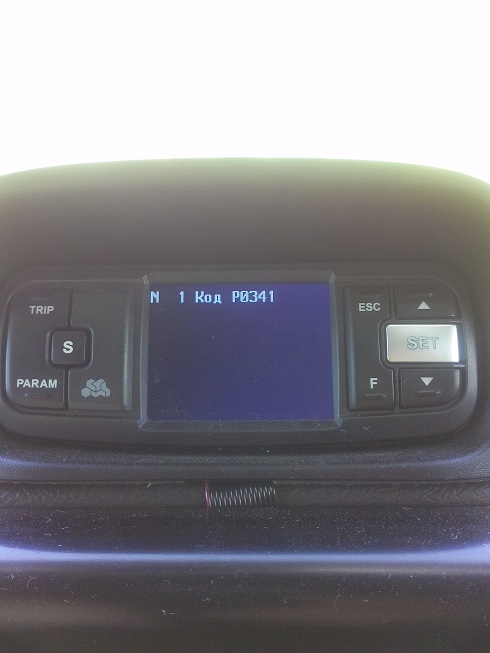 N 1 Код P0341
TRIP
S
PARAM
ESC
SET
F